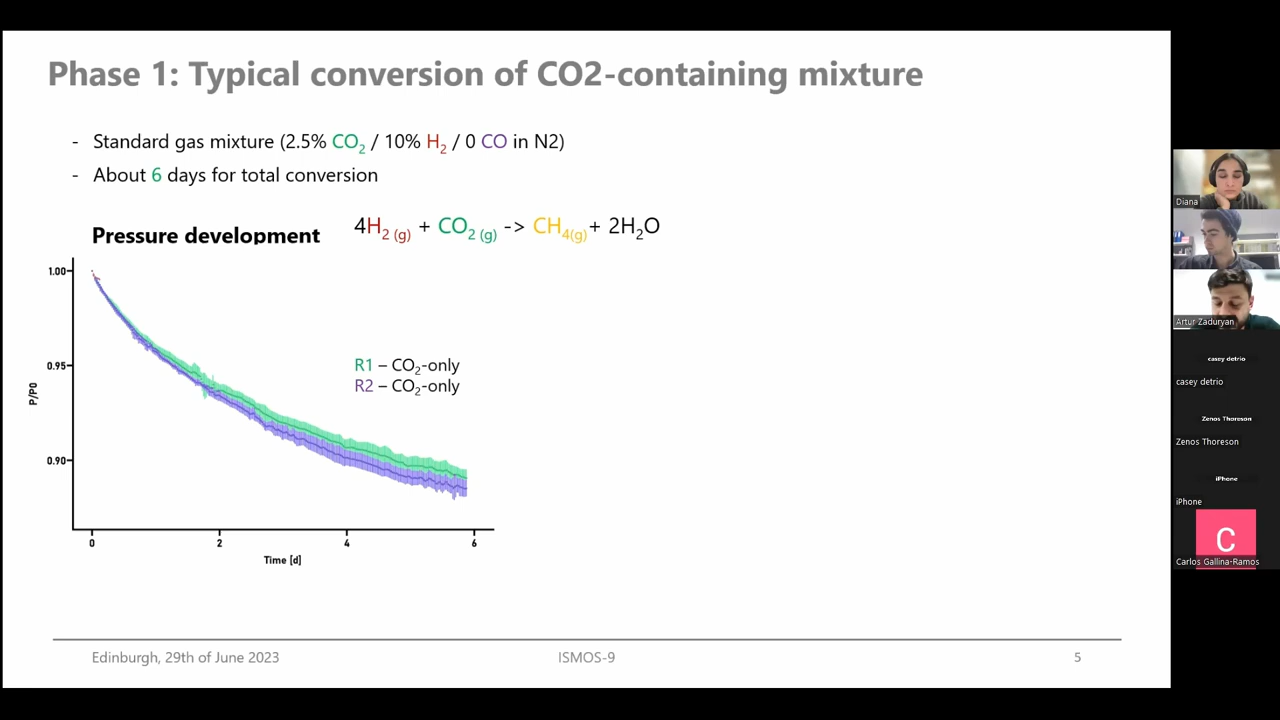 Phase 1: Typical conversion of CO2-containing mixture
- Standard gas mixture (2.5% CO2 / 10% H2 / 0 CO in N2)
- About 6 days for total conversion
Pressure development
4H2 (g) + CO2 (g) -> CH4(g)+ 2H2O
1.00
0.95
0.90
P/P0
R1 – CO2-only
R2 – CO2-only
0 2 4 6
Time [d]
Edinburgh, 29th of June 2023 ISMOS-9 5
Diana
Artur Zaduryan
casey detrio
casey detrio
Zenos Thoreson
Zenos Thoreson
iPhone
iPhone
C
Carlos Gallina-Ramos